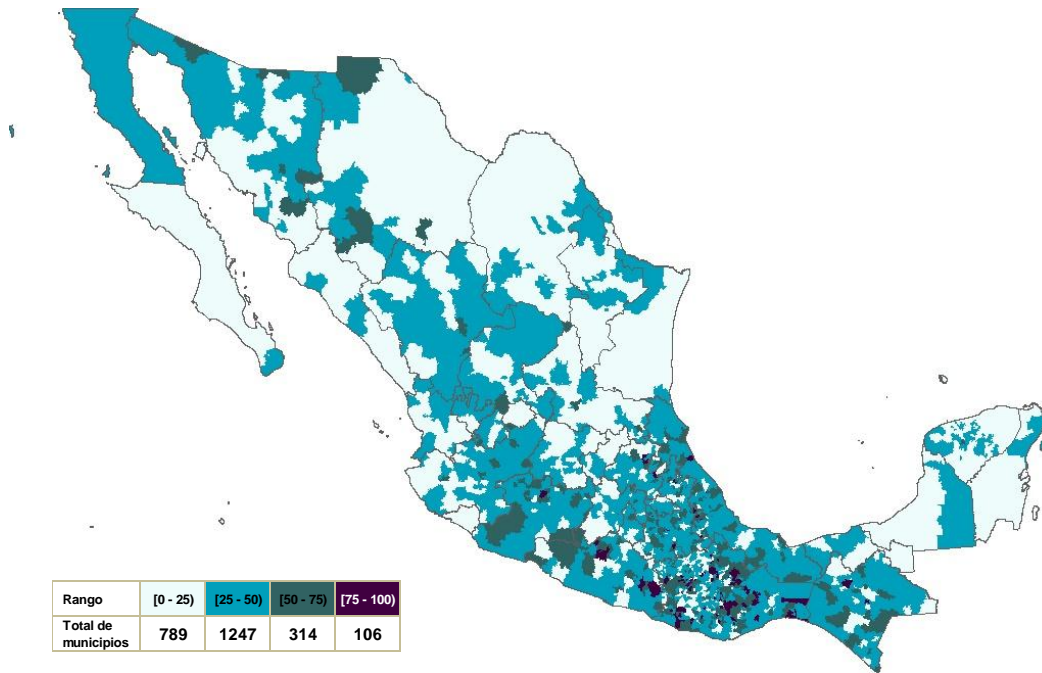 Rango [0 - 25) [25 - 50) [50 - 75) [75 - 100)
Total de
municipios 789 1247 314 106